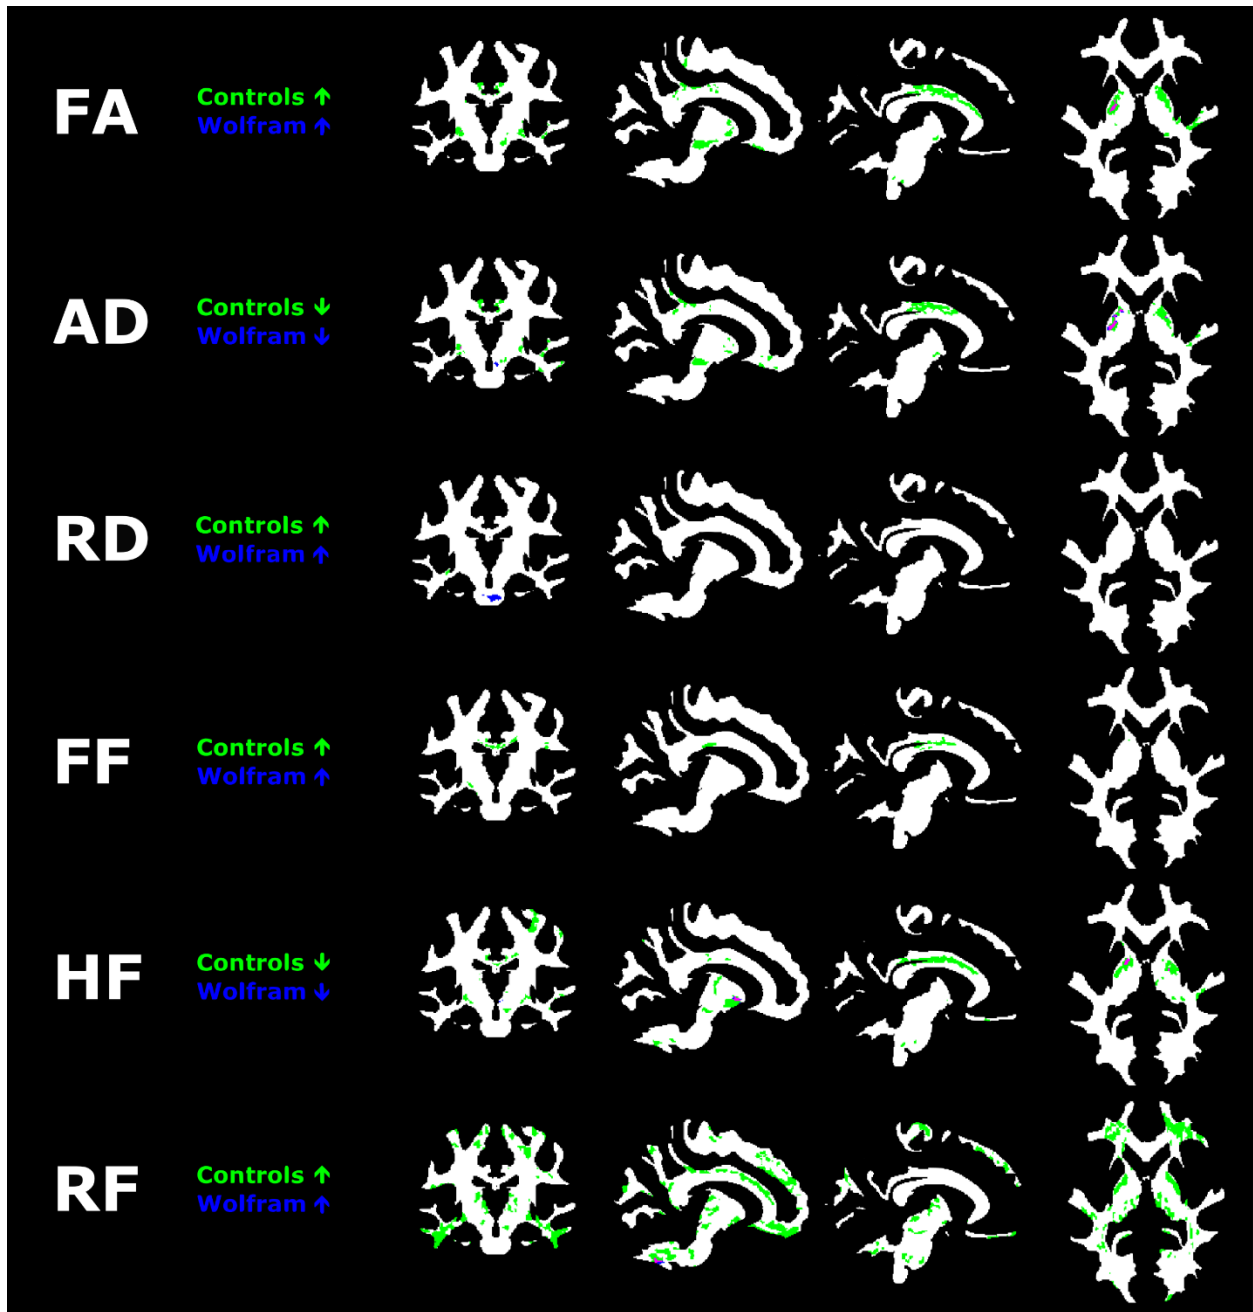 FA
Controls ↑
Wolfram ↑
AD
Controls ↓
Wolfram ↓
RD
Controls ↑
Wolfram ↑
FF
Controls ↑
Wolfram ↑
HF
Controls ↓
Wolfram ↓
RF
Controls ↑
Wolfram ↑